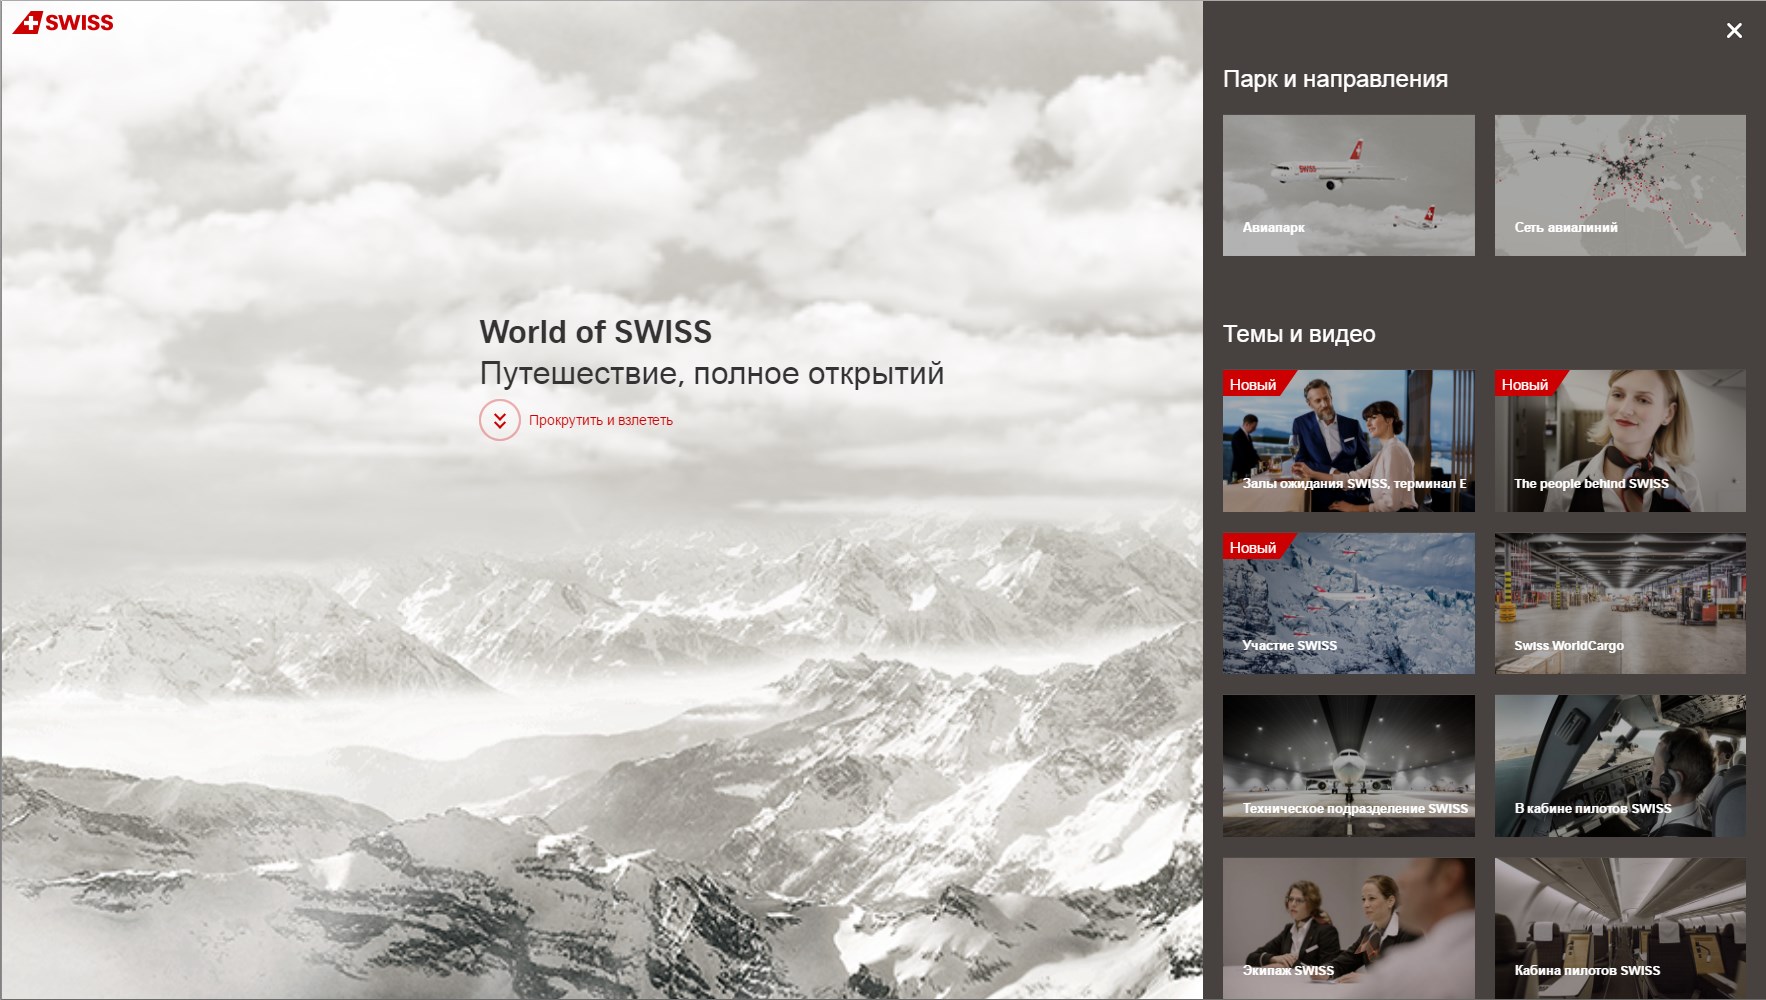 SWISS
World of SWISS
Путешествие, полное открытий
Прокрутить и взлететь
Парк и направления
SWISS
Авиапарк
Сеть авиалиний
Темы и видео
Новый
Залы ожидания SWISS, терминал E
Новый
The people behind SWISS
Новый
Участие SWISS
Swiss WorldCargo
Техническое подразделение SWISS
В кабине пилотов SWISS
Экипаж SWISS
Кабина пилотов SWISS